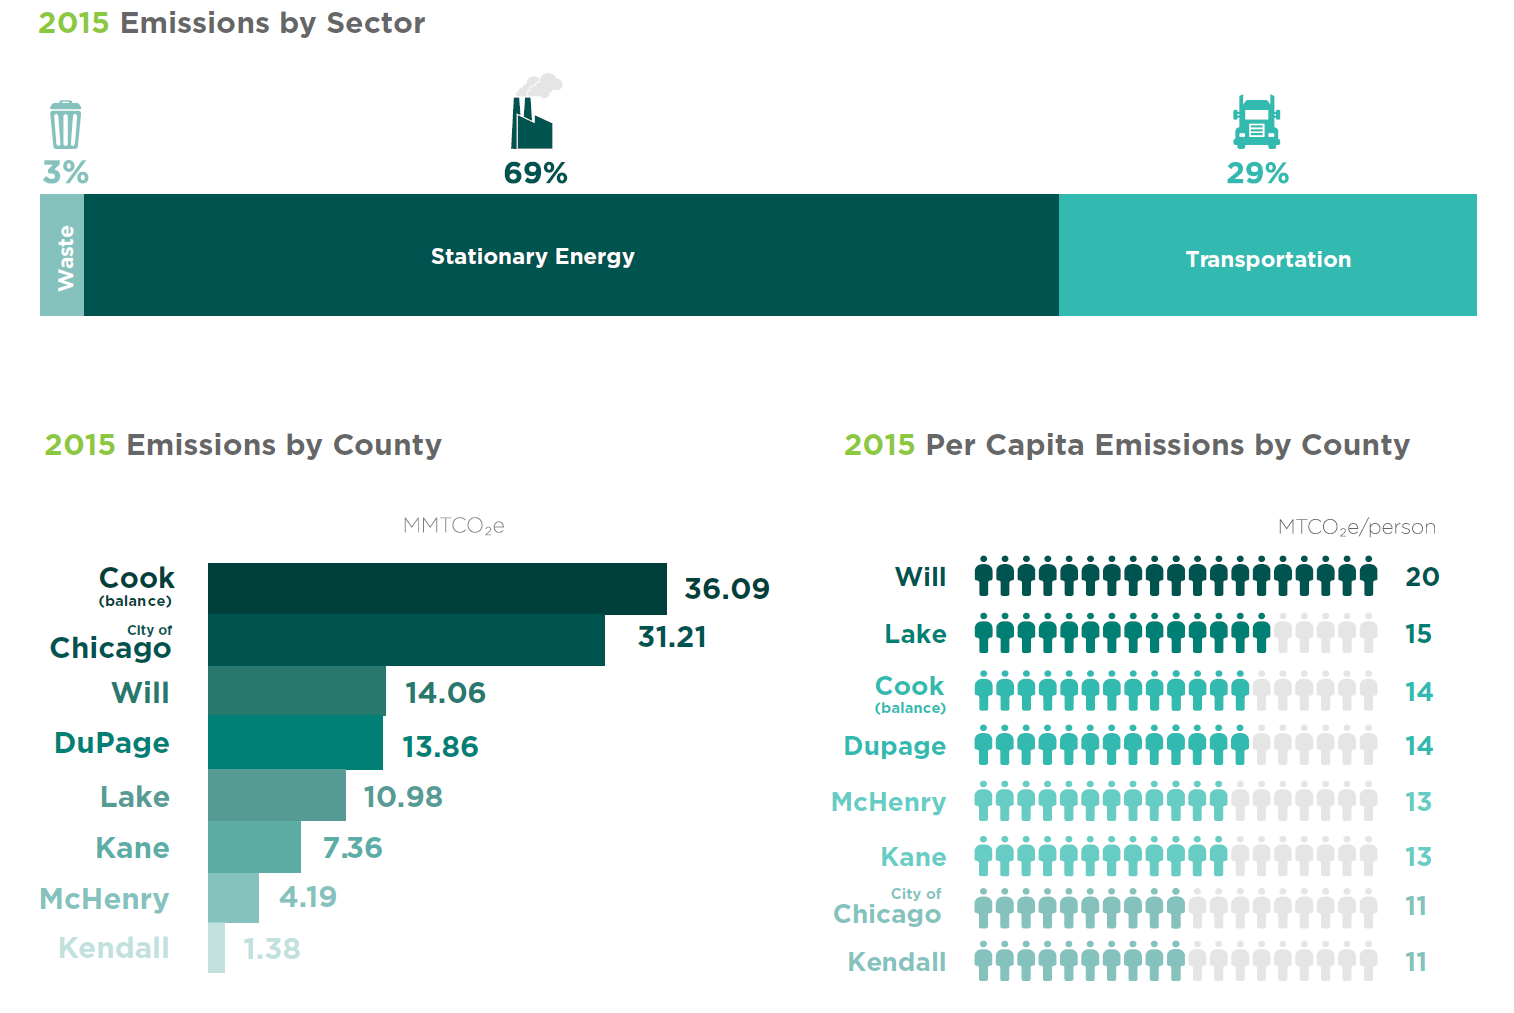 2015 Emissions by Sector
3%
69%
29%
Waste
Stationary Energy
Transportation
2015 Emissions by County
MMTCO₂e
Cook
(balance)
36.09
City of
Chicago
31.21
Will
14.06
DuPage
13.86
Lake
10.98
Kane
7.36
McHenry
4.19
Kendall
1.38
2015 Per Capita Emissions by County
MTCO₂e/person
Will
20
Lake
15
Cook
(balance)
14
Dupage
14
McHenry
13
Kane
13
City of
Chicago
11
Kendall
11